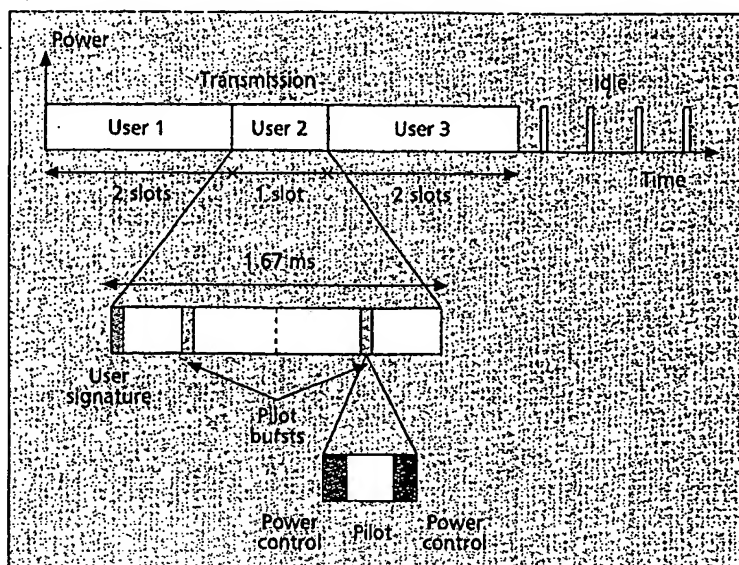 Power
Transmission
Idle
User 1
User 2
User 3
2 slots
1 slot
2 slots
Time
1.67 ms
User
signature
Pilot
bursts
Power
control
Pilot
Power
control